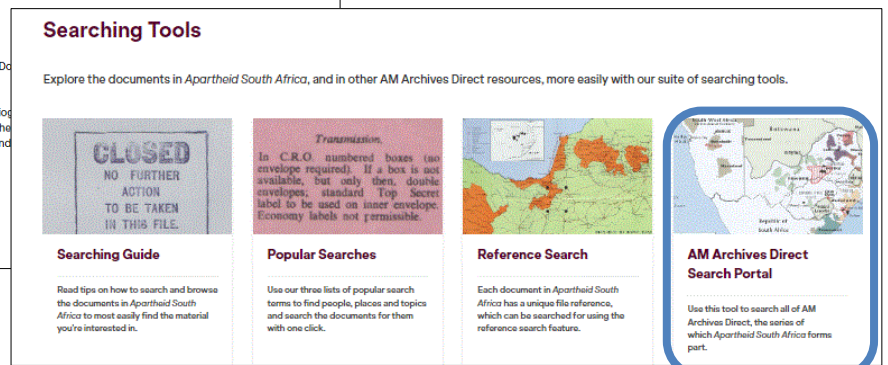 Searching Tools
Explore the documents in Apartheid South Africa, and in other AM Archives Direct resources, more easily with our suite of searching tools.
CLOSED
NO FURTHER
ACTION
TO BE TAKEN
IN THIS FILE.
Searching Guide
Read tips on how to search and browse
the documents in Apartheid South
Africa to most easily find the material
you're interested in.
Transmission.
In C.R.O. numbered boxes (no
envelope required). If a box is not
available, but only then, double
envelopes; standard Top Secret
label to be used on inner envelope.
Economy labels not permissible.
Popular Searches
Use our three lists of popular search
terms to find people, places and topics
and search the documents for them
with one click.
Reference Search
Each document in Apartheid South
Africa has a unique file reference,
which can be searched for using the
reference search feature.
South West Africa
Botswana
Republic of
South Africa
AM Archives Direct
Search Portal
Use this tool to search all of AM
Archives Direct, the series of
which Apartheid South Africa forms
part.